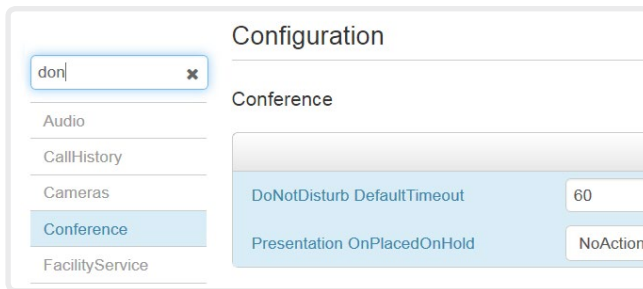 Configuration
don
Conference
Audio
CallHistory
Cameras
DoNotDisturb DefaultTimeout 60
Conference
Presentation OnPlacedOnHold NoAction
FacilityService